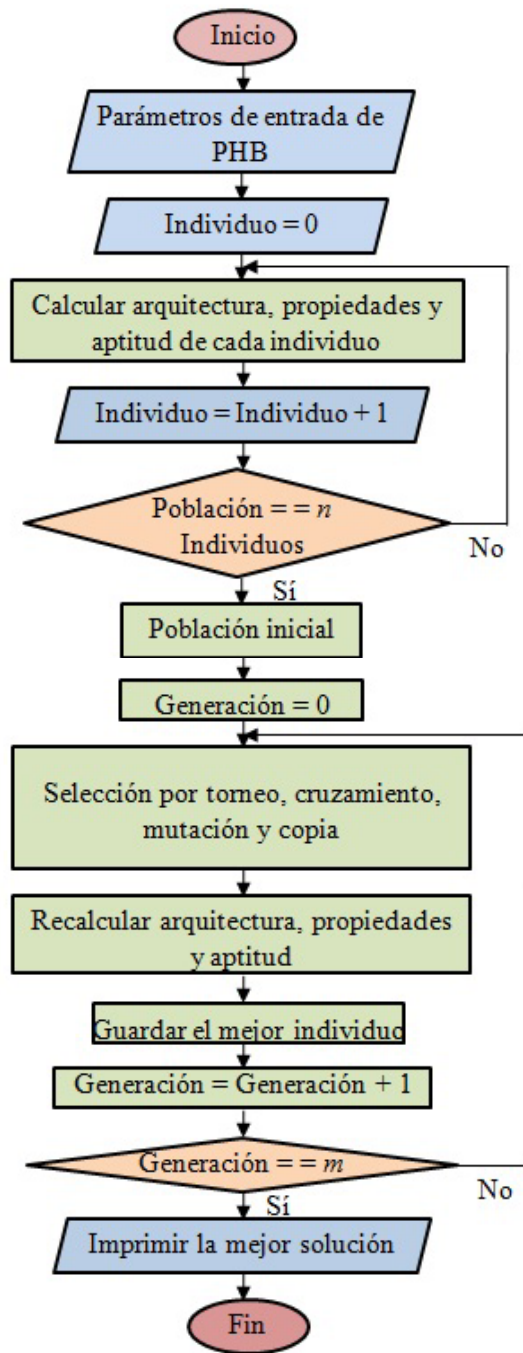 Inicio
Parámetros de entrada de
PHB
Individuo = 0
Calcular arquitectura, propiedades y
aptitud de cada individuo
Individuo = Individuo + 1
Población = = n
Individuos
No
Sí
Población inicial
Generación = 0
Selección por torneo, cruzamiento,
mutación y copia
Recalcular arquitectura, propiedades
y aptitud
Guardar el mejor individuo
Generación = Generación + 1
Generación = = m
No
Sí
Imprimir la mejor solución
Fin